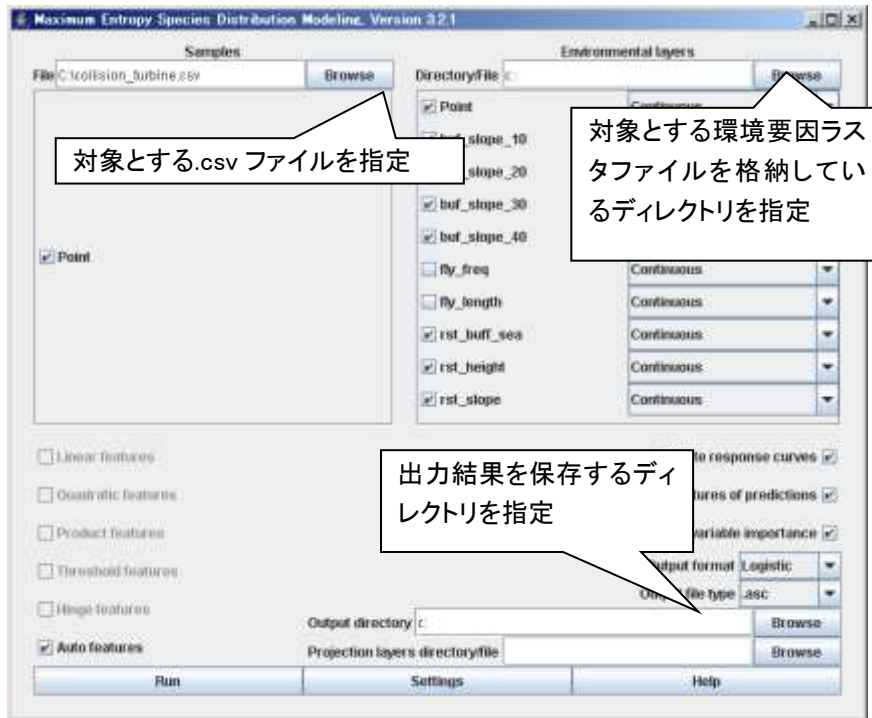 Maximum Entropy Species Distribution Modeling, Version 3.2.1
Samples
Environmental layers
File C:\collision_turbine.csv Browse
Directory/File c: Browse
Point
Point Continuous
対象とする.csv ファイルを指定
対象とする環境要因ラス
タファイルを格納してい
るディレクトリを指定
slope_10
slope_20
buf_slope_30
buf_slope_40
fly_freq Continuous
fly_length Continuous
rst_buff_sea Continuous
rst_height Continuous
rst_slope Continuous
Linear features
Quadratic features
Product features
Threshold features
Hinge features
Auto features
出力結果を保存するディ
レクトリを指定
response curves
of predictions
variable importance
Output format Logistic
file type .asc
Output directory c: Browse
Projection layers directory/file Browse
Run Settings Help